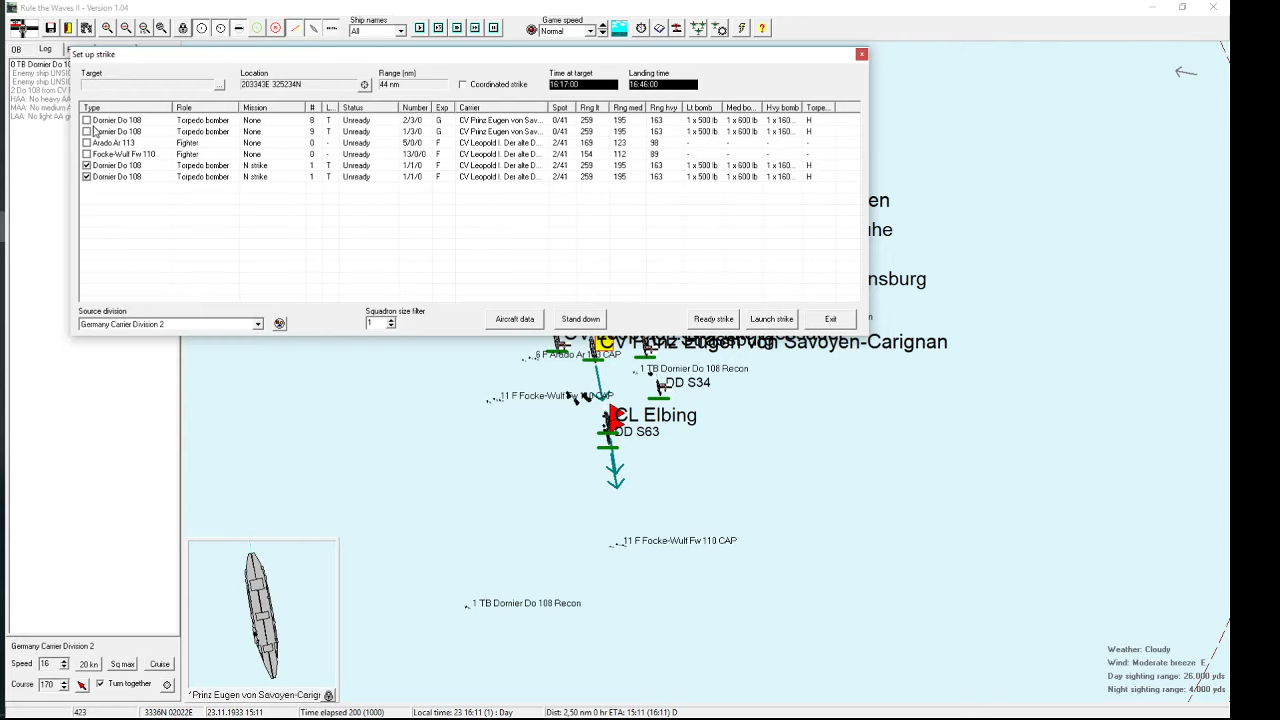 Rule the Waves II - Version 1.04
Ship names
All
Game speed
Normal
OB Log
0 TB Dornier Do 10
Enemy ship UNSI
Enemy ship UNSI
2 Do 108 from CV
HAA: No heavy AA
MAA: No medium A
LAA: No light AA g
Set up strike
Target
...
Location
203343E 325234N
Range (nm)
44 nm
Coordinated strike
Time at target
16:17:00
Landing time
16:46:00
Type Role Mission # L... Status Number Exp Carrier Spot Rng lt Rng med Rng hvy Lt bomb Med bo... Hvy bomb Torpe...
Dornier Do 108 Torpedo bomber None 8 T Unready 2/3/0 G CV Prinz Eugen von Sav... 0/41 259 195 163 1 x 500 lb 1 x 600 lb 1 x 160... H
Dornier Do 108 Torpedo bomber None 9 T Unready 1/3/0 G CV Prinz Eugen von Sav... 0/41 259 195 163 1 x 500 lb 1 x 600 lb 1 x 160... H
Arado Ar 113 Fighter None 0 - Unready 5/0/0 F CV Leopold I. Der alte D... 2/41 169 123 98 - - - -
Focke-Wulf Fw 110 Fighter None 0 - Unready 13/0/0 F CV Leopold I. Der alte D... 2/41 154 112 89 - - - -
Dornier Do 108 Torpedo bomber N strike 1 T Unready 1/1/0 F CV Leopold I. Der alte D... 2/41 259 195 163 1 x 500 lb 1 x 600 lb 1 x 160... H
Dornier Do 108 Torpedo bomber N strike 1 T Unready 1/1/0 F CV Leopold I. Der alte D... 2/41 259 195 163 1 x 500 lb 1 x 600 lb 1 x 160... H
Source division
Germany Carrier Division 2
Squadron size filter
1
Aircraft data
Stand down
Ready strike
Launch strike
Exit
en
uhe
nsburg
CV Prinz Eugen von Savoyen-Carignan
6 F Arado Ar 113 CAP
1 TB Dornier Do 108 Recon
DD S34
11 F Focke-Wulf Fw 110 CAP
CL Elbing
DD S63
11 F Focke-Wulf Fw 110 CAP
1 TB Dornier Do 108 Recon
Germany Carrier Division 2
Speed 16 20 kn Sq max Cruise
Course 170 Turn together
'Prinz Eugen von Savoyen-Carigr
Weather: Cloudy
Wind: Moderate breeze E
Day sighting range: 26.000 yds
Night sighting range: 4.000 yds
423 3336N 02022E 23.11.1933 15:11 Time elapsed 200 (1000) Local time: 23 16:11 (1) : Day Dist: 2,50 nm 0 hr ETA: 15:11 (16:11) D